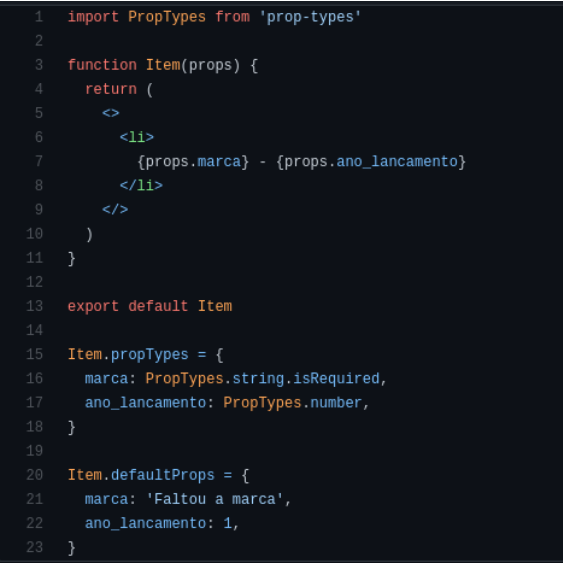 1 import PropTypes from 'prop-types'
2
3 function Item(props) {
4   return (
5     <>
6       <li>
7         {props.marca} - {props.ano_lancamento}
8       </li>
9     </>
10   )
11 }
12
13 export default Item
14
15 Item.propTypes = {
16   marca: PropTypes.string.isRequired,
17   ano_lancamento: PropTypes.number,
18 }
19
20 Item.defaultProps = {
21   marca: 'Faltou a marca',
22   ano_lancamento: 1,
23 }